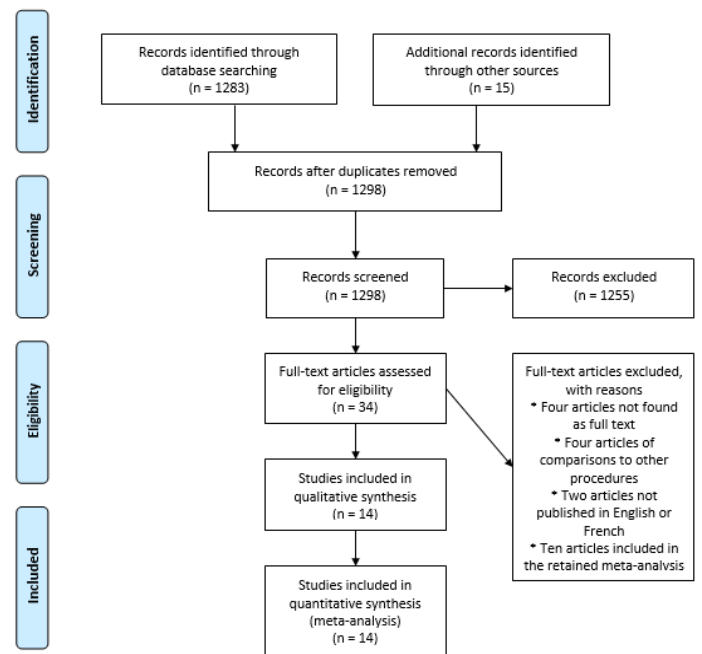 Identification
Records identified through
database searching
(n = 1283)
Additional records identified
through other sources
(n = 15)
Records after duplicates removed
(n = 1298)
Screening
Records screened
(n = 1298)
Records excluded
(n = 1255)
Eligibility
Full-text articles assessed
for eligibility
(n = 34)
Full-text articles excluded,
with reasons
* Four articles not found
as full text
* Four articles of
comparisons to other
procedures
* Two articles not
published in English or
French
* Ten articles included in
the retained meta-analysis
Studies included in
qualitative synthesis
(n = 14)
Included
Studies included in
quantitative synthesis
(meta-analysis)
(n = 14)